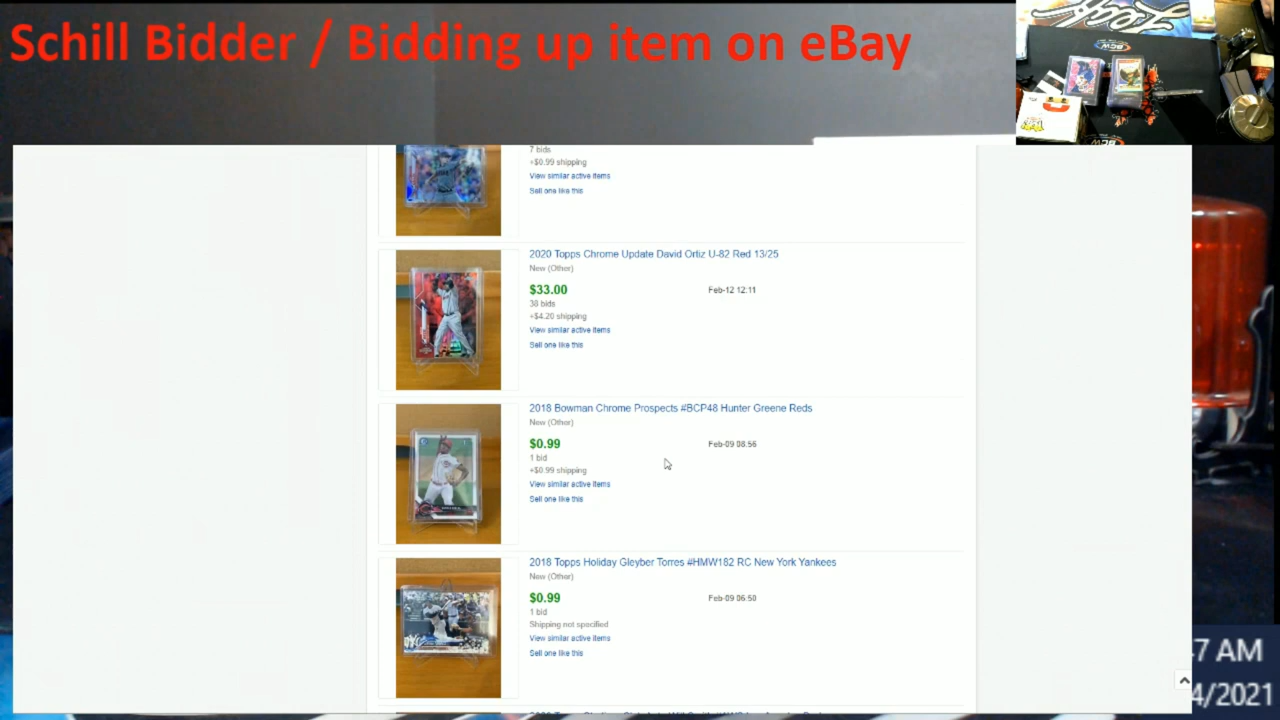 Schill Bidder / Bidding up item on eBay
7 bids
+$0.99 shipping
View similar active items
Sell one like this
2020 Topps Chrome Update David Ortiz U-82 Red 13/25
New (Other)
$33.00
Feb-12 12:11
38 bids
+$4.20 shipping
View similar active items
Sell one like this
2018 Bowman Chrome Prospects #BCP48 Hunter Greene Reds
New (Other)
$0.99
Feb-09 08:56
1 bid
+$0.99 shipping
View similar active items
Sell one like this
2018 Topps Holiday Gleyber Torres #HMW182 RC New York Yankees
New (Other)
$0.99
Feb-09 06:50
1 bid
Shipping not specified
View similar active items
Sell one like this
7 AM
4/2021